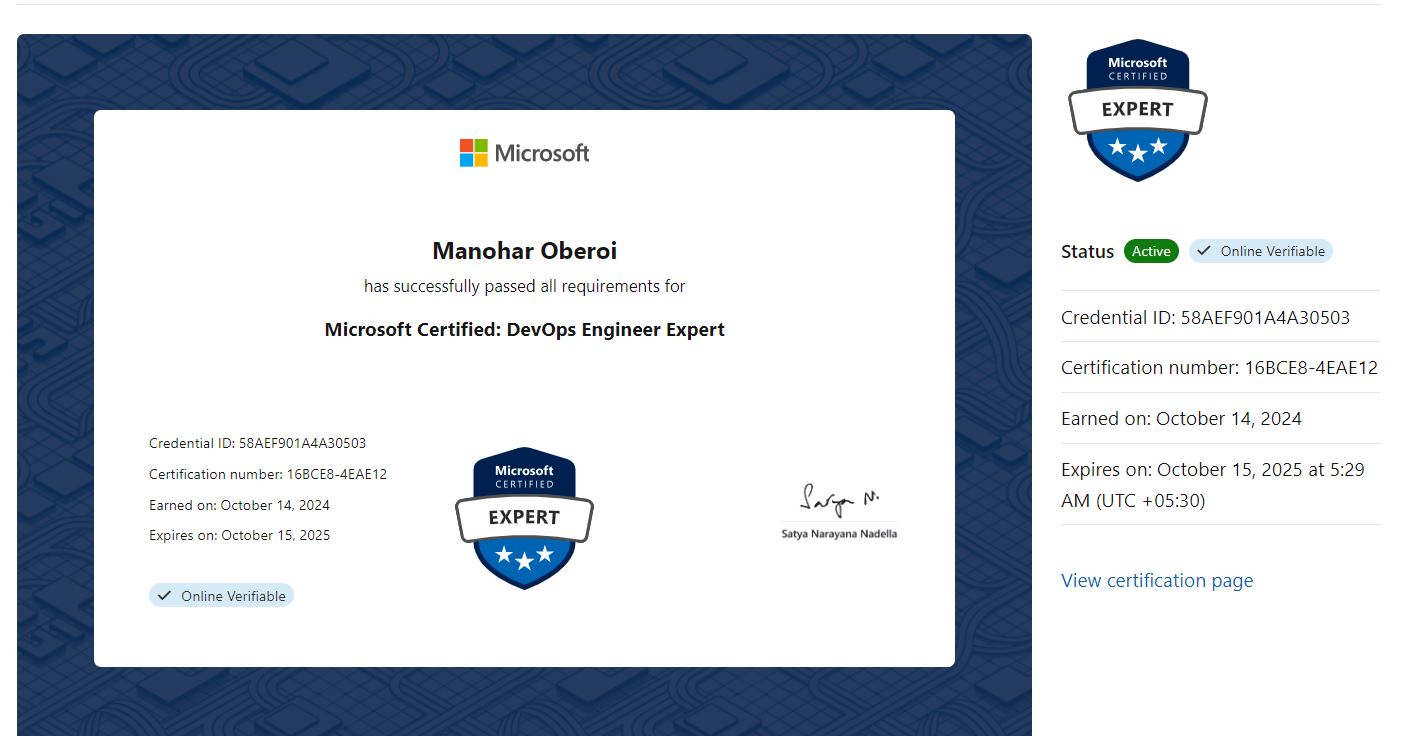 Microsoft
Manohar Oberoi
has successfully passed all requirements for
Microsoft Certified: DevOps Engineer Expert
Credential ID: 58AEF901A4A30503
Certification number: 16BCE8-4EAE12
Earned on: October 14, 2024
Expires on: October 15, 2025
Online Verifiable
Microsoft
CERTIFIED
EXPERT
Satya N.
Satya Narayana Nadella
Microsoft
CERTIFIED
EXPERT
Status Active Online Verifiable
Credential ID: 58AEF901A4A30503
Certification number: 16BCE8-4EAE12
Earned on: October 14, 2024
Expires on: October 15, 2025 at 5:29
AM (UTC +05:30)
View certification page